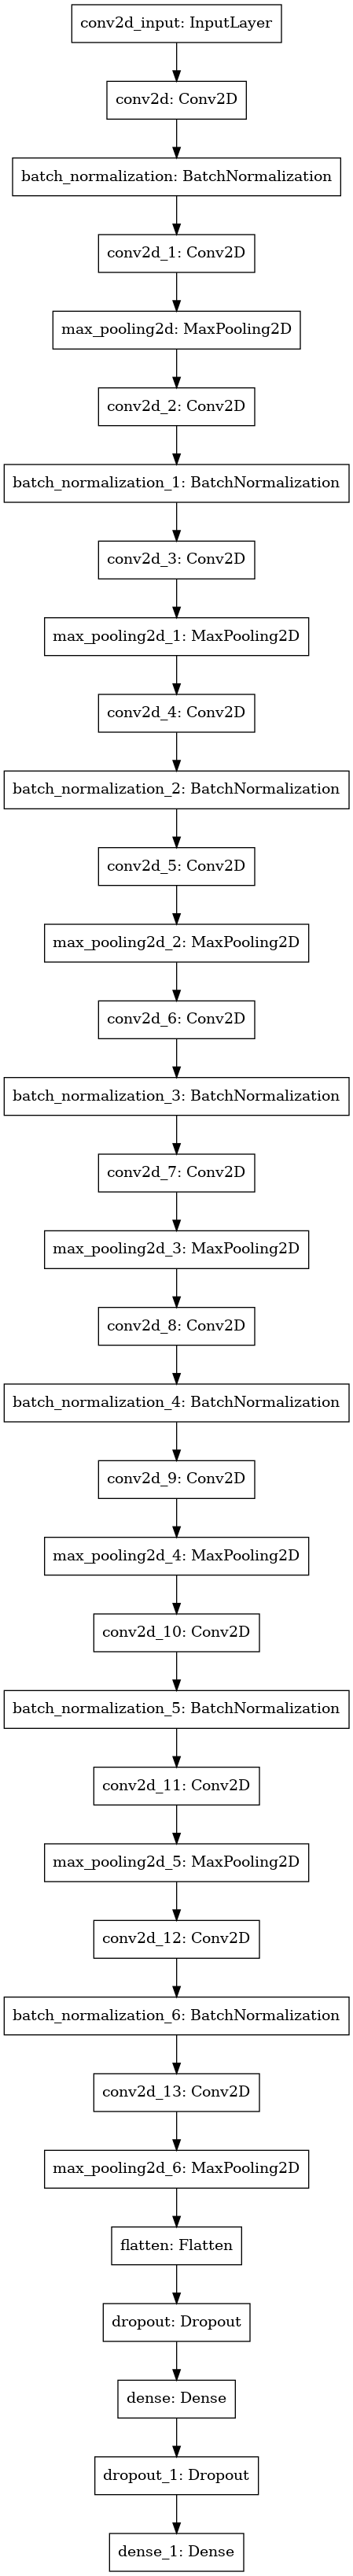 conv2d_input: InputLayer
conv2d: Conv2D
batch_normalization: BatchNormalization
conv2d_1: Conv2D
max_pooling2d: MaxPooling2D
conv2d_2: Conv2D
batch_normalization_1: BatchNormalization
conv2d_3: Conv2D
max_pooling2d_1: MaxPooling2D
conv2d_4: Conv2D
batch_normalization_2: BatchNormalization
conv2d_5: Conv2D
max_pooling2d_2: MaxPooling2D
conv2d_6: Conv2D
batch_normalization_3: BatchNormalization
conv2d_7: Conv2D
max_pooling2d_3: MaxPooling2D
conv2d_8: Conv2D
batch_normalization_4: BatchNormalization
conv2d_9: Conv2D
max_pooling2d_4: MaxPooling2D
conv2d_10: Conv2D
batch_normalization_5: BatchNormalization
conv2d_11: Conv2D
max_pooling2d_5: MaxPooling2D
conv2d_12: Conv2D
batch_normalization_6: BatchNormalization
conv2d_13: Conv2D
max_pooling2d_6: MaxPooling2D
flatten: Flatten
dropout: Dropout
dense: Dense
dropout_1: Dropout
dense_1: Dense